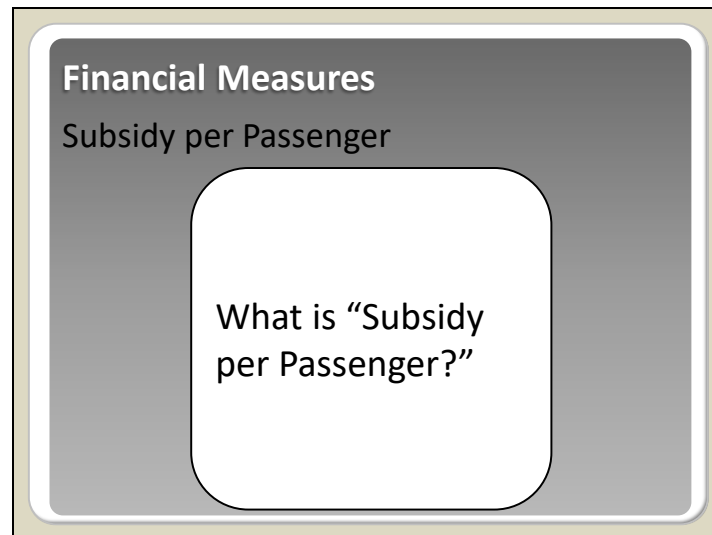 Financial Measures
Subsidy per Passenger
What is “Subsidy
per Passenger?”